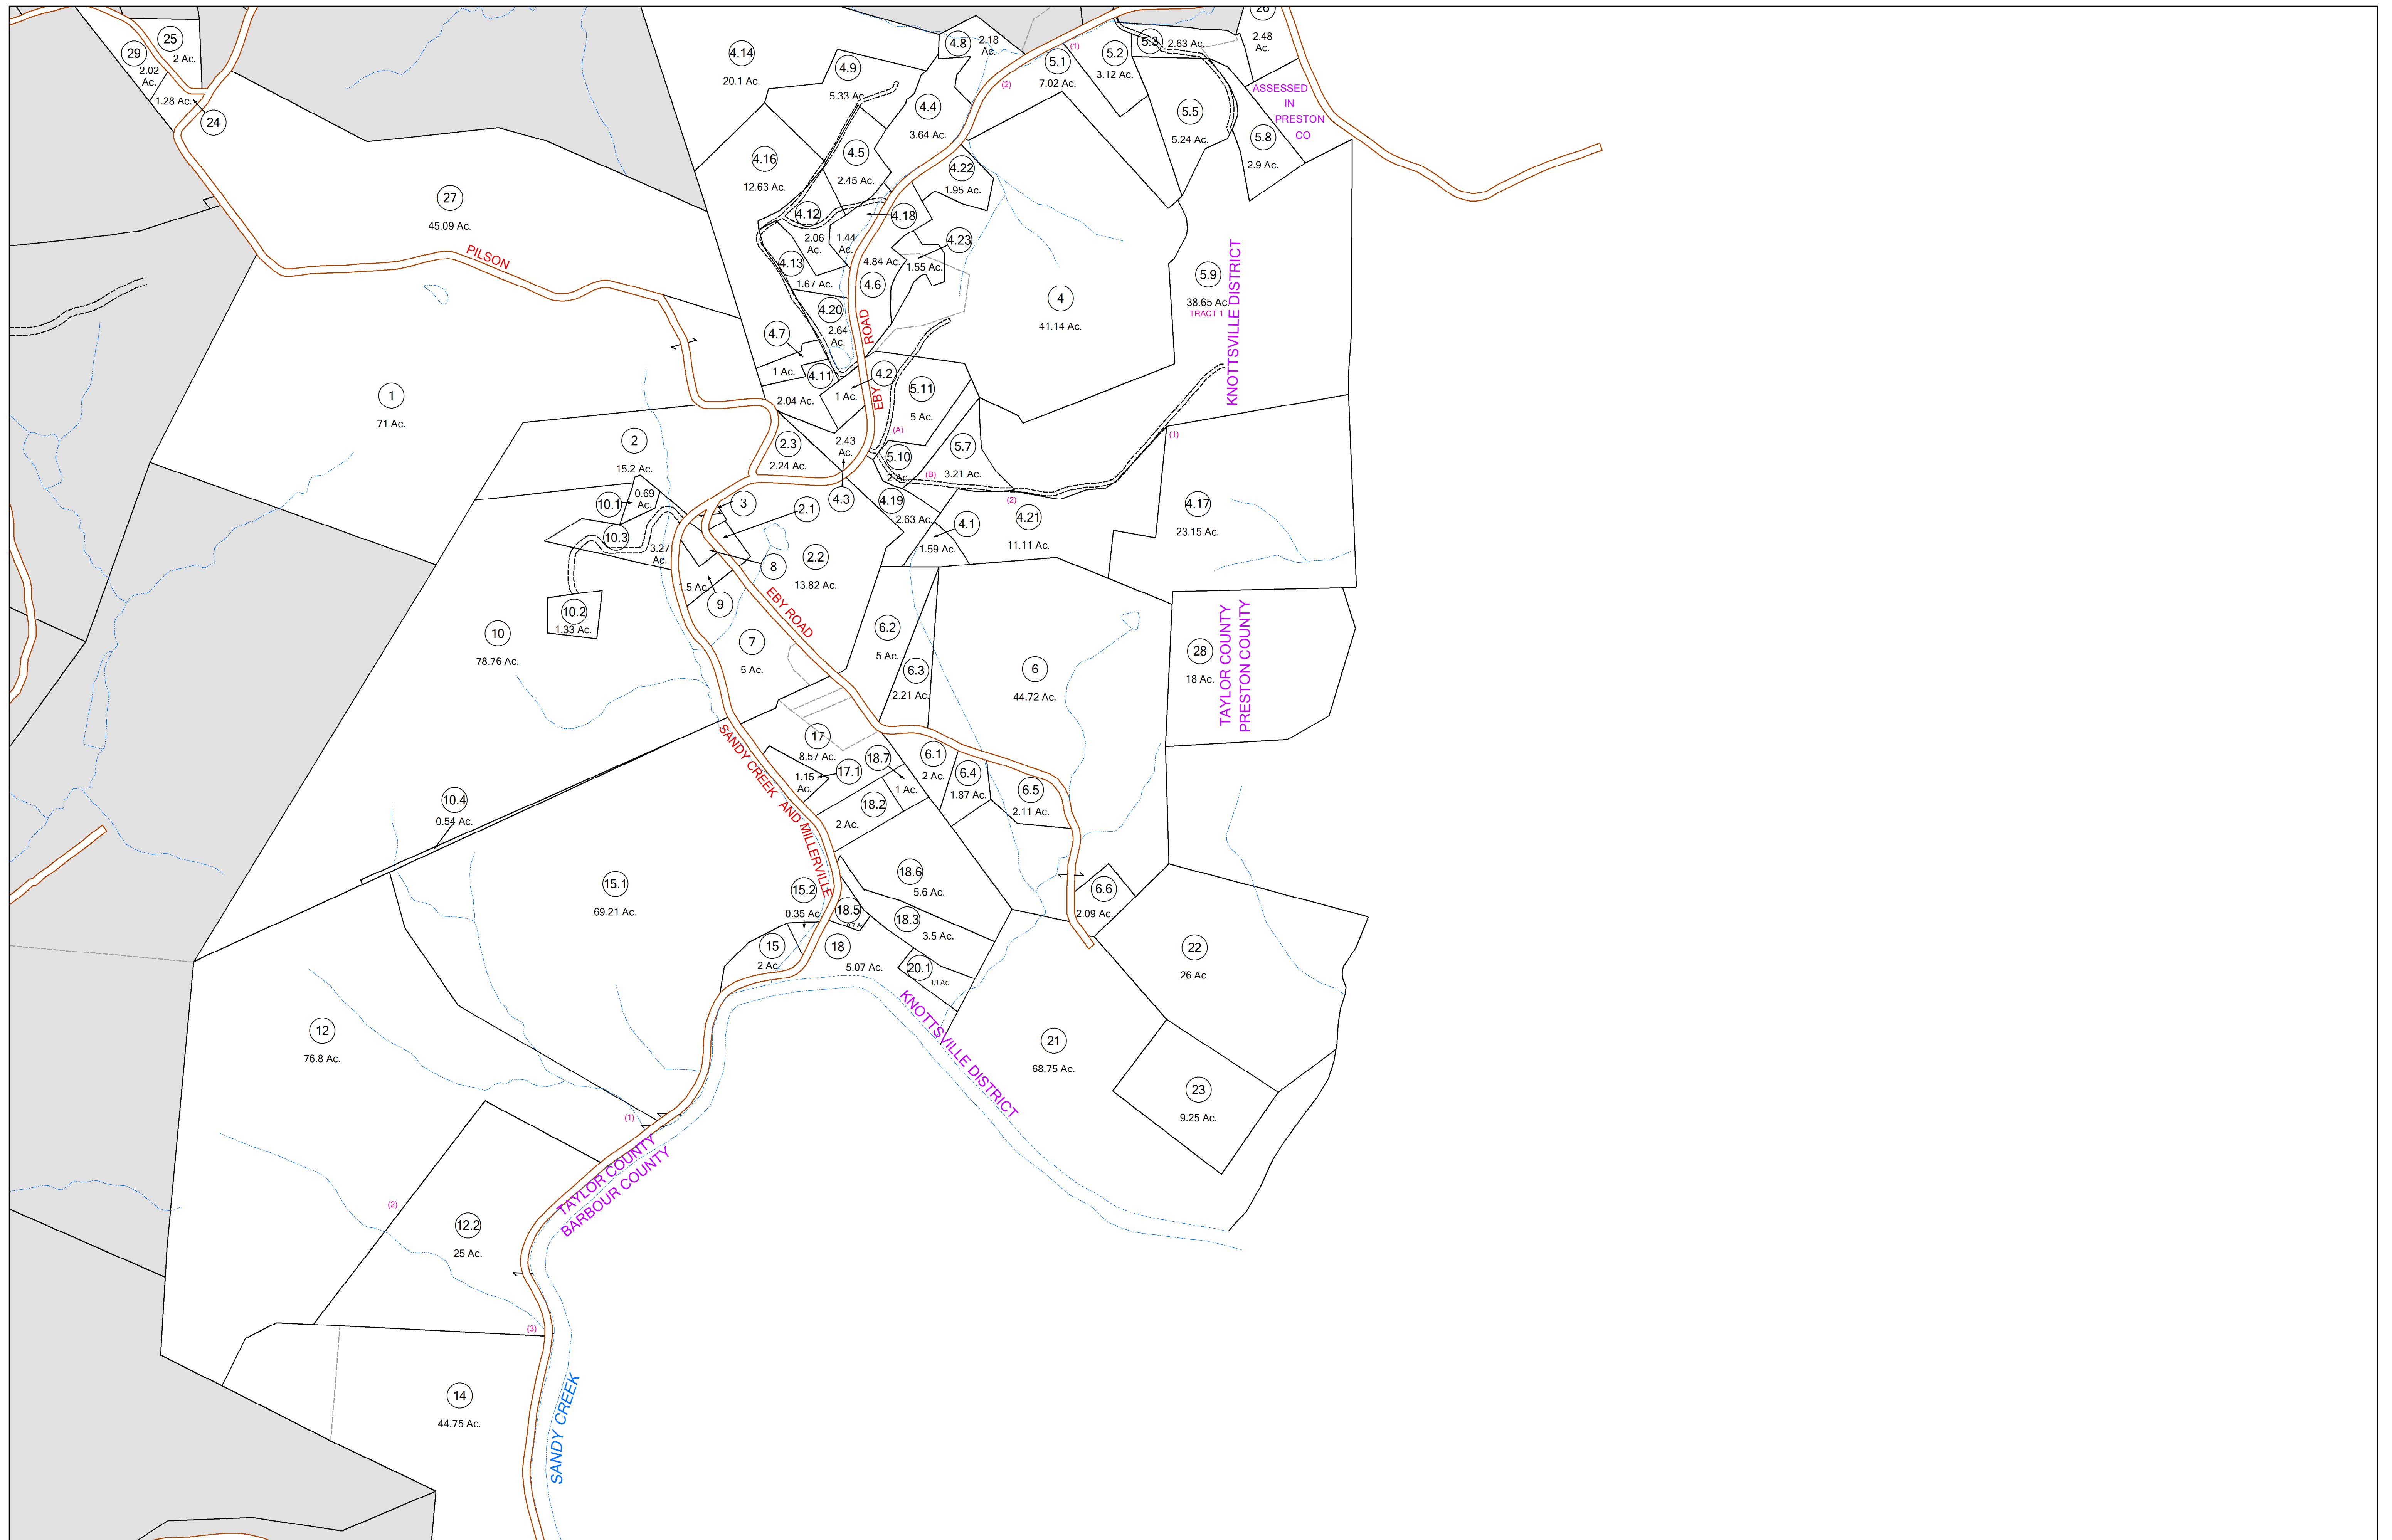 26
2.48
Ac.
25
2 Ac.
29
2.02
Ac.
1.28 Ac.
24
4.14
20.1 Ac.
4.8
2.18
Ac.
4.9
5.33 Ac.
(1)
(2)
5.1
7.02 Ac.
5.2
3.12 Ac.
5.3
2.63 Ac.
ASSESSED
IN
PRESTON
CO
4.4
3.64 Ac.
5.5
5.24 Ac.
5.8
2.9 Ac.
4.16
12.63 Ac.
4.5
2.45 Ac.
4.22
1.95 Ac.
27
45.09 Ac.
PILSON
4.12
2.06
Ac.
4.18
1.44
Ac.
4.23
1.55 Ac.
4.13
1.67 Ac.
4.84 Ac.
4.6
4
41.14 Ac.
5.9
38.65 Ac.
TRACT 1
KNOTTSVILLE DISTRICT
4.20
2.64
Ac.
ROAD
EBY
4.7
1 Ac.
4.11
2.04 Ac.
4.2
1 Ac.
5.11
5 Ac.
(A)
1
71 Ac.
2
15.2 Ac.
2.3
2.24 Ac.
2.43
Ac.
4.3
5.10
2 Ac.
(B)
5.7
3.21 Ac.
(1)
(2)
10.1
0.69
Ac.
3
2.1
4.19
2.63 Ac.
4.1
1.59 Ac.
4.21
11.11 Ac.
4.17
23.15 Ac.
10.3
3.27
Ac.
8
2.2
13.82 Ac.
1.5 Ac.
9
10.2
1.33 Ac.
EBY ROAD
10
78.76 Ac.
7
5 Ac.
6.2
5 Ac.
6.3
2.21 Ac.
6
44.72 Ac.
28
18 Ac.
TAYLOR COUNTY
PRESTON COUNTY
17
8.57 Ac.
SANDY CREEK AND MILLERVILLE
17.1
1.15
Ac.
18.7
1 Ac.
6.1
2 Ac.
6.4
1.87 Ac.
6.5
2.11 Ac.
18.2
2 Ac.
10.4
0.54 Ac.
15.1
69.21 Ac.
15.2
0.35 Ac.
18.6
5.6 Ac.
6.6
2.09 Ac.
18.5
0.7 Ac.
18.3
3.5 Ac.
15
2 Ac.
18
5.07 Ac.
20.1
1.1 Ac.
22
26 Ac.
KNOTTSVILLE DISTRICT
12
76.8 Ac.
21
68.75 Ac.
23
9.25 Ac.
(1)
TAYLOR COUNTY
BARBOUR COUNTY
(2)
12.2
25 Ac.
(3)
14
44.75 Ac.
SANDY CREEK